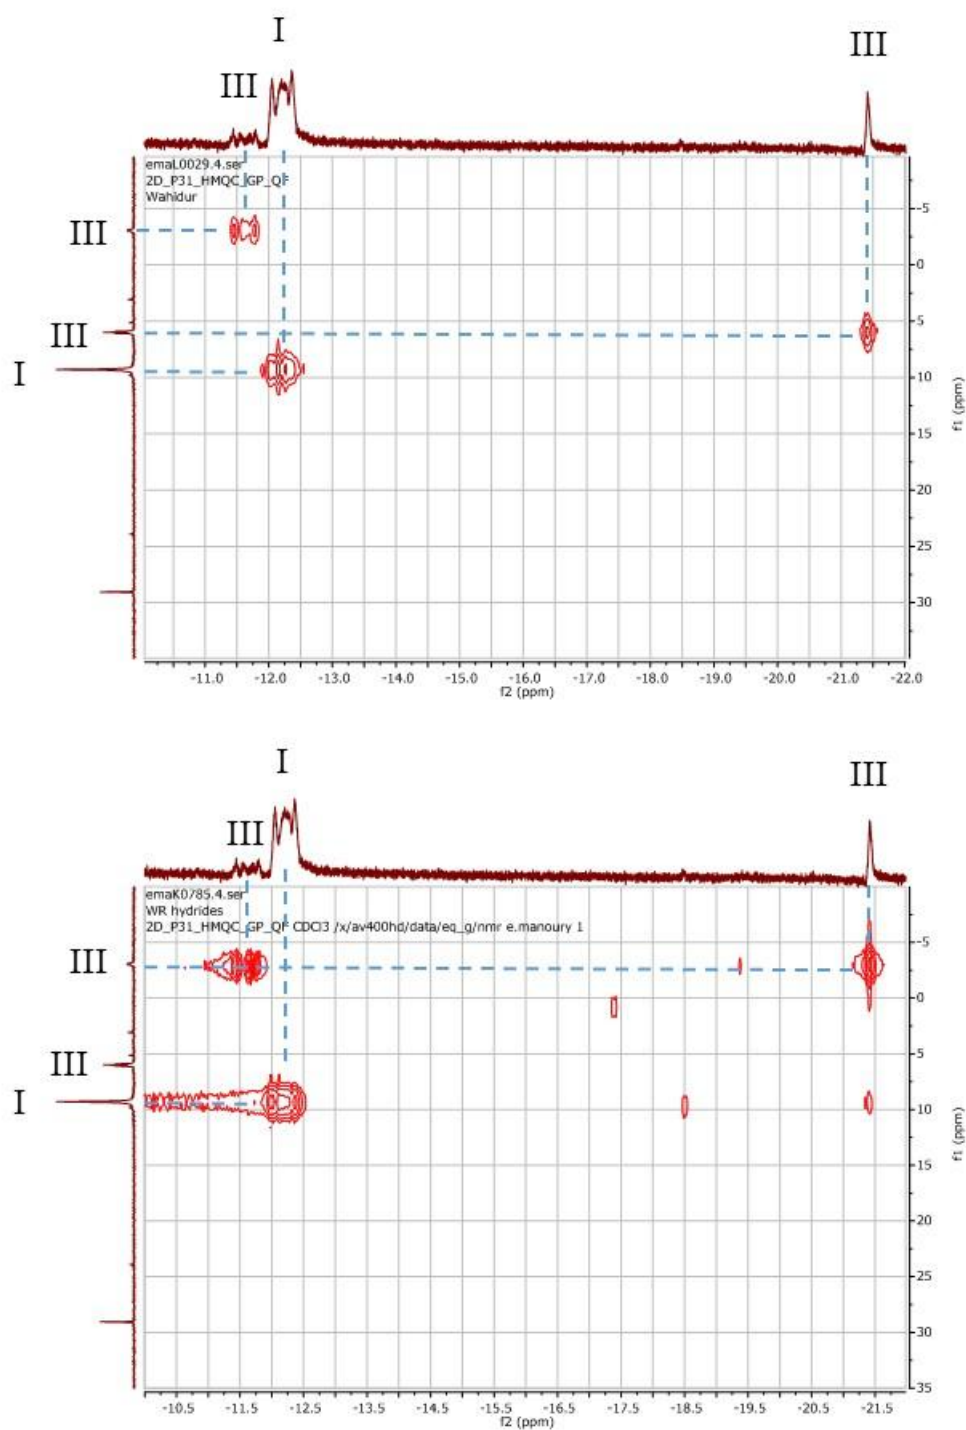 I
III
III
emaL0029.4.ser
2D_P31_HMQC_GP_QF
Wahidur
III
III
I
-5
0
5
10
15
20
25
30
f1 (ppm)
-11.0 -12.0 -13.0 -14.0 -15.0 -16.0 -17.0 -18.0 -19.0 -20.0 -21.0 -22.0
f2 (ppm)
I
III
III
emaK0785.4.ser
WR hydrides
2D_P31_HMQC_GP_QF CDCl3 /x/av400hd/data/eq_g/nmr e.manoury 1
III
III
I
-5
0
5
10
15
20
25
30
35
f1 (ppm)
-10.5 -11.5 -12.5 -13.5 -14.5 -15.5 -16.5 -17.5 -18.5 -19.5 -20.5 -21.5
f2 (ppm)